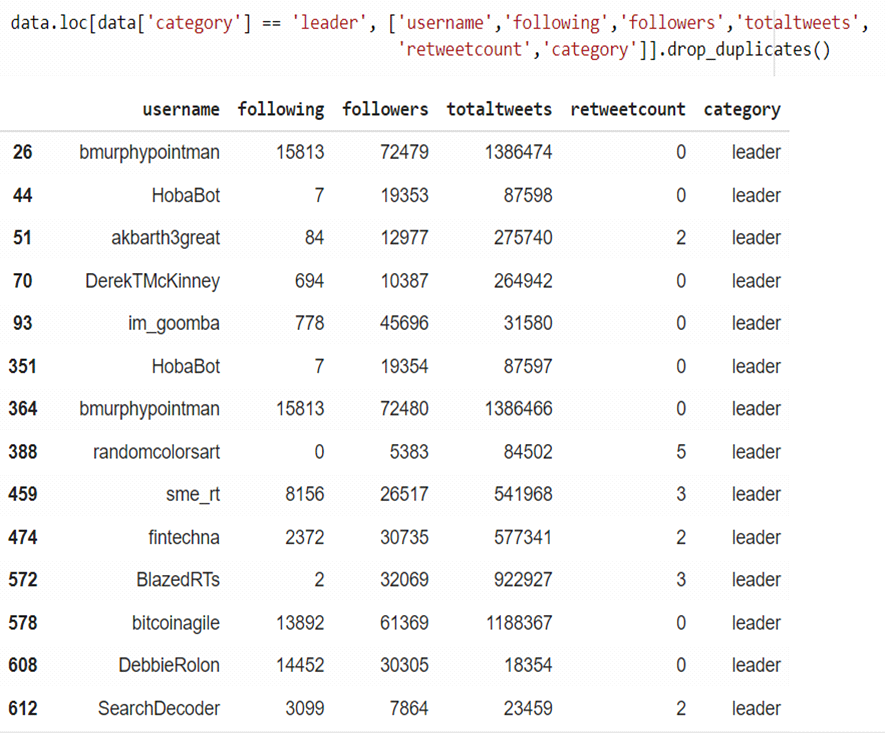 data.loc[data['category'] == 'leader', ['username','following','followers','totaltweets',
'retweetcount','category']].drop_duplicates()
username following followers totaltweets retweetcount category
26 bmurphypointman 15813 72479 1386474 0 leader
44 HobaBot 7 19353 87598 0 leader
51 akbarth3great 84 12977 275740 2 leader
70 DerekTMcKinney 694 10387 264942 0 leader
93 im_goomba 778 45696 31580 0 leader
351 HobaBot 7 19354 87597 0 leader
364 bmurphypointman 15813 72480 1386466 0 leader
388 randomcolorsart 0 5383 84502 5 leader
459 sme_rt 8156 26517 541968 3 leader
474 fintechna 2372 30735 577341 2 leader
572 BlazedRTs 2 32069 922927 3 leader
578 bitcoinagile 13892 61369 1188367 0 leader
608 DebbieRolon 14452 30305 18354 0 leader
612 SearchDecoder 3099 7864 23459 2 leader